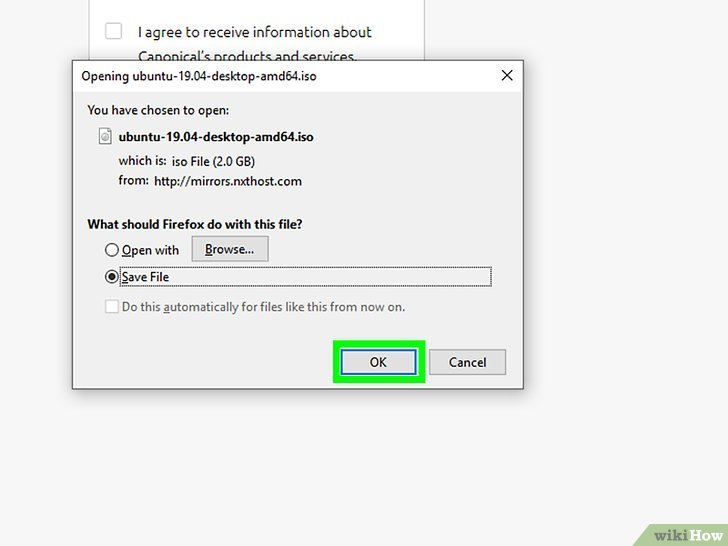 I agree to receive information about
Canonical's products and services.
Opening ubuntu-19.04-desktop-amd64.iso
You have chosen to open:
ubuntu-19.04-desktop-amd64.iso
which is: iso File (2.0 GB)
from: http://mirrors.nxthost.com
What should Firefox do with this file?
Open with Browse...
Save File
Do this automatically for files like this from now on.
OK Cancel
wikiHow